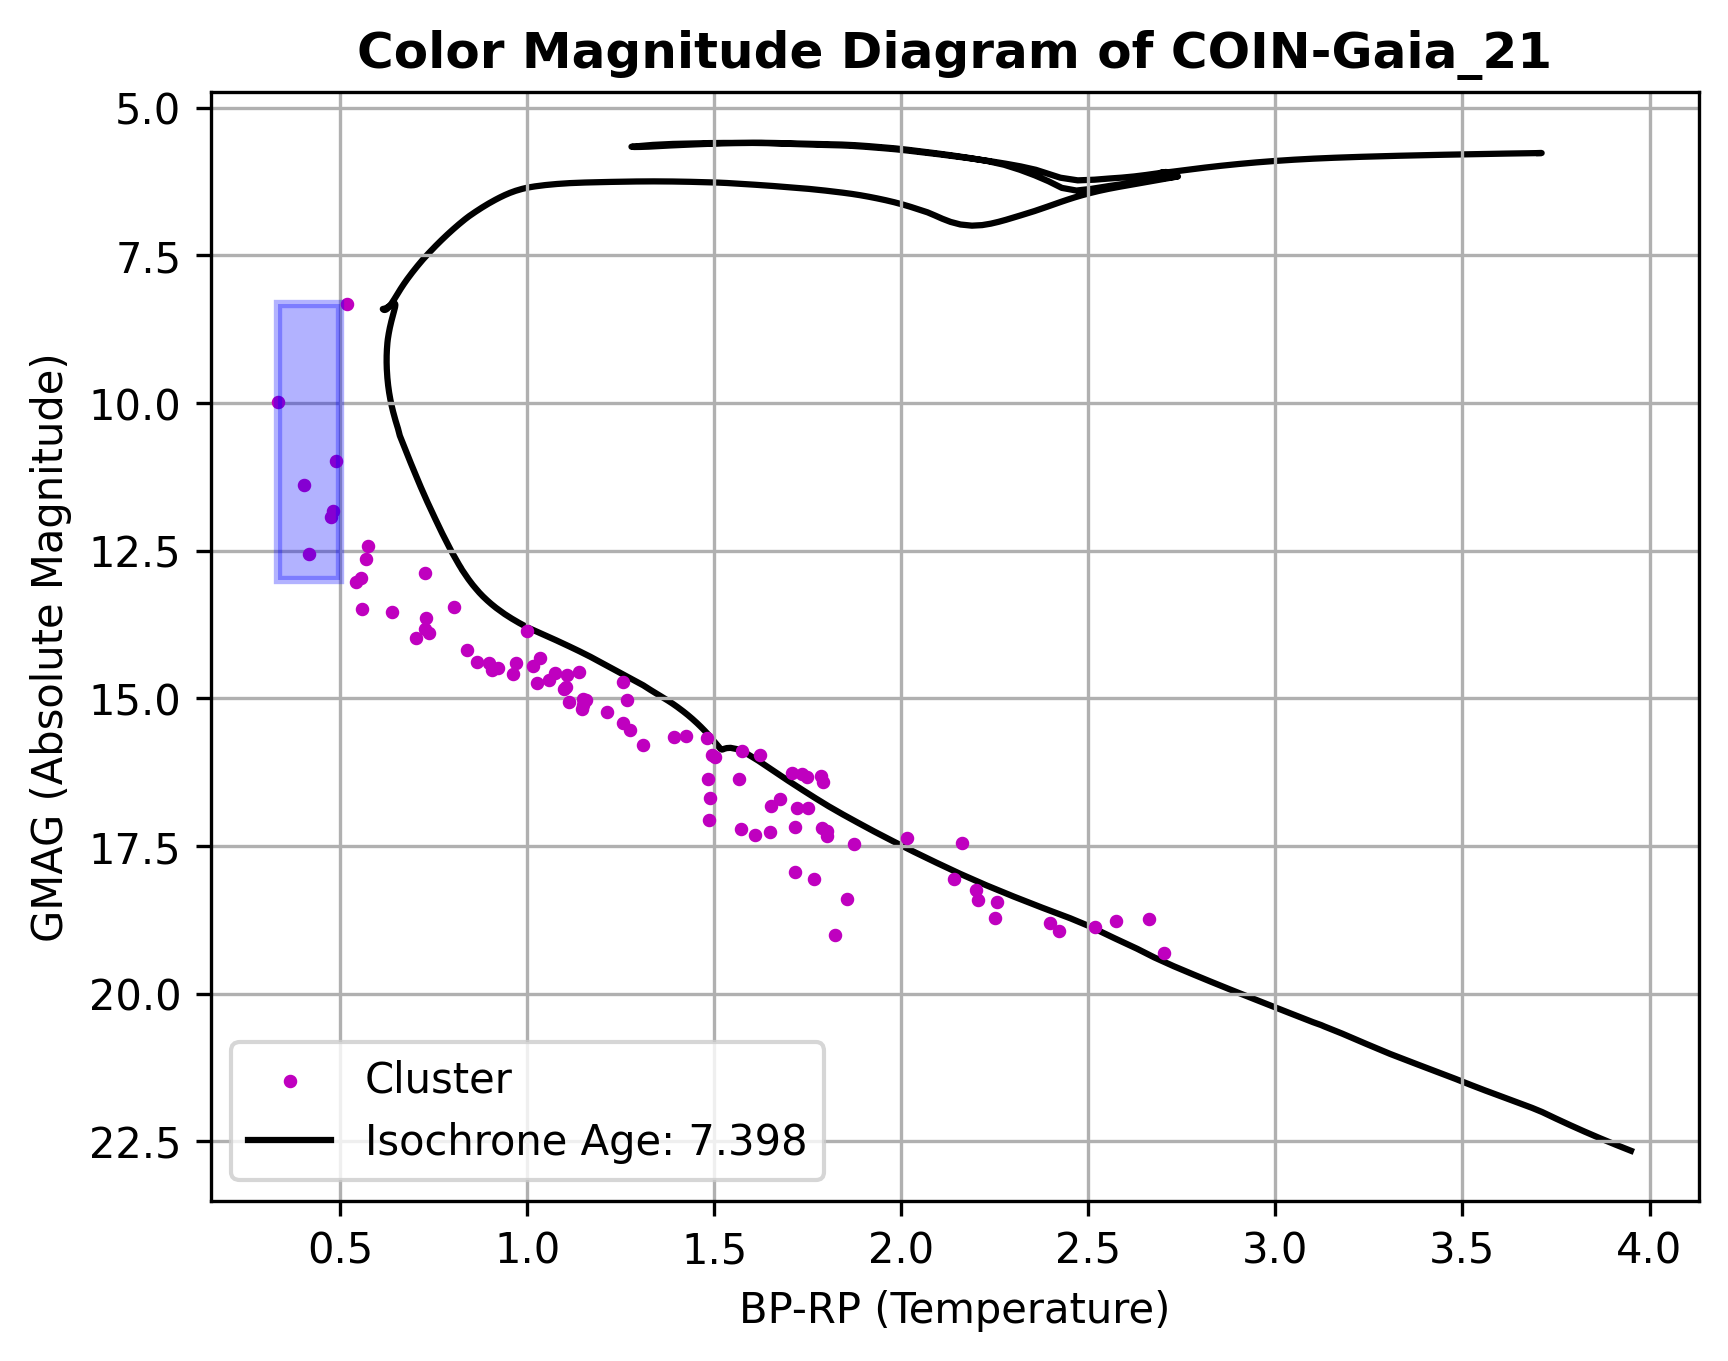 Color Magnitude Diagram of COIN-Gaia_21
GMAG (Absolute Magnitude)
5.0
7.5
10.0
12.5
15.0
17.5
20.0
22.5
Cluster
Isochrone Age: 7.398
0.5 1.0 1.5 2.0 2.5 3.0 3.5 4.0
BP-RP (Temperature)